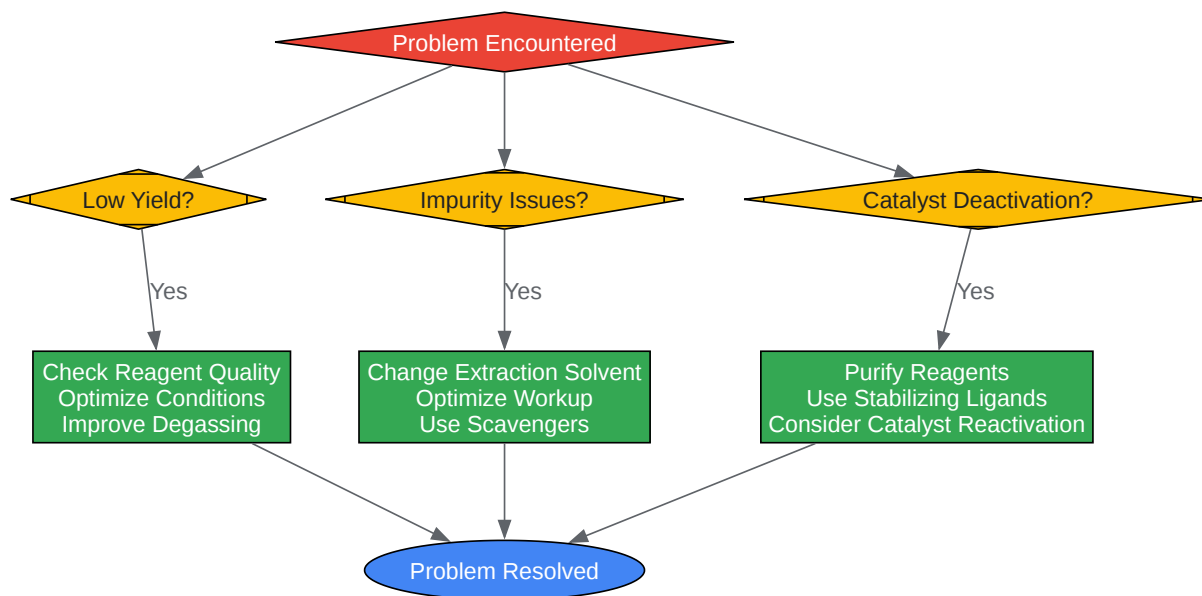 Problem Encountered
Low Yield?
Impurity Issues?
Catalyst Deactivation?
Yes
Yes
Yes
Check Reagent Quality
Optimize Conditions
Improve Degassing
Change Extraction Solvent
Optimize Workup
Use Scavengers
Purify Reagents
Use Stabilizing Ligands
Consider Catalyst Reactivation
Problem Resolved